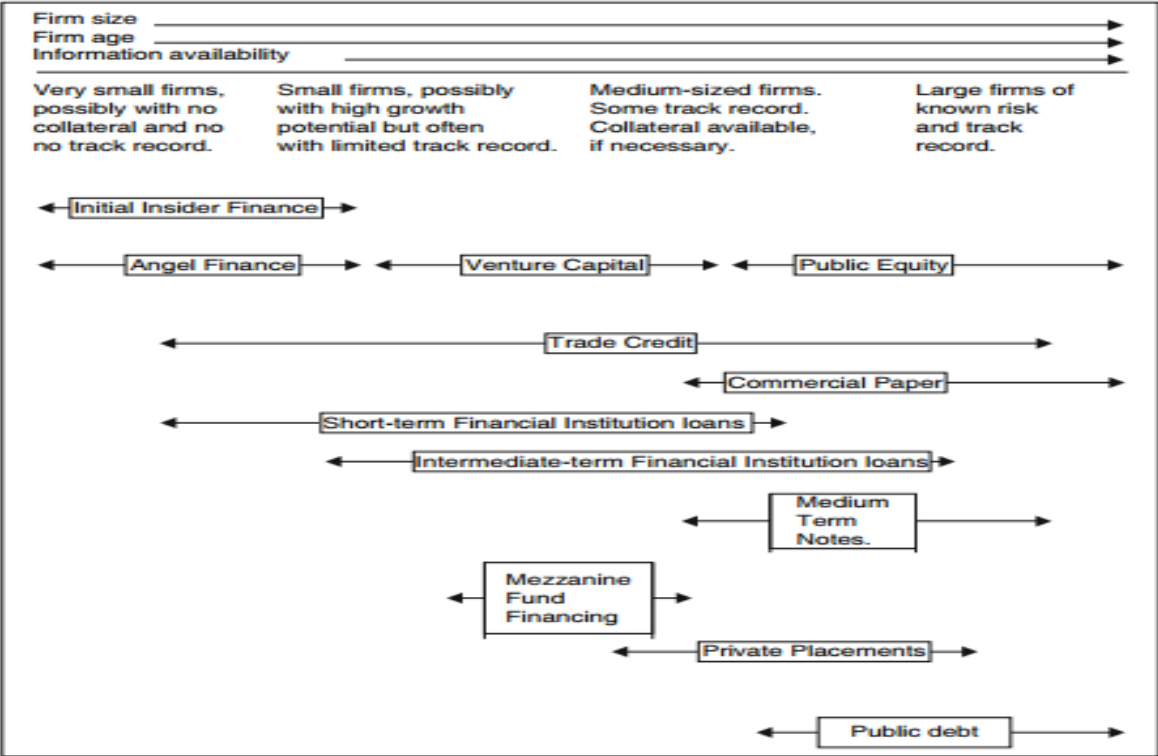 Firm size
Firm age
Information availability
Very small firms,
possibly with no
collateral and no
no track record.
Small firms, possibly
with high growth
potential but often
with limited track record.
Medium-sized firms.
Some track record.
Collateral available,
if necessary.
Large firms of
known risk
and track
record.
Initial Insider Finance
Angel Finance
Venture Capital
Public Equity
Trade Credit
Commercial Paper
Short-term Financial Institution loans
Intermediate-term Financial Institution loans
Medium
Term
Notes.
Mezzanine
Fund
Financing
Private Placements
Public debt